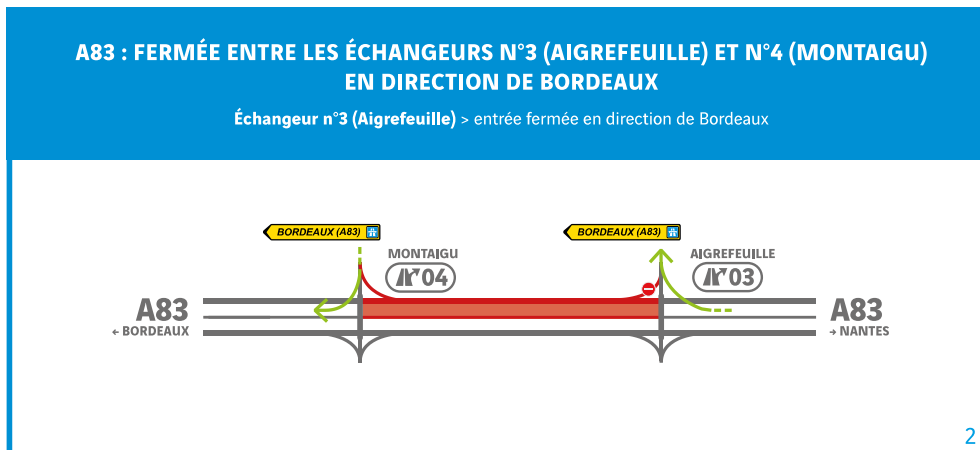 A83 : FERMÉE ENTRE LES ÉCHANGEURS N°3 (AIGREFEUILLE) ET N°4 (MONTAIGU)
EN DIRECTION DE BORDEAUX
Échangeur n°3 (Aigrefeuille) > entrée fermée en direction de Bordeaux
BORDEAUX (A83)
BORDEAUX (A83)
MONTAIGU
04
AIGREFEUILLE
03
A83
← BORDEAUX
A83
→ NANTES
2